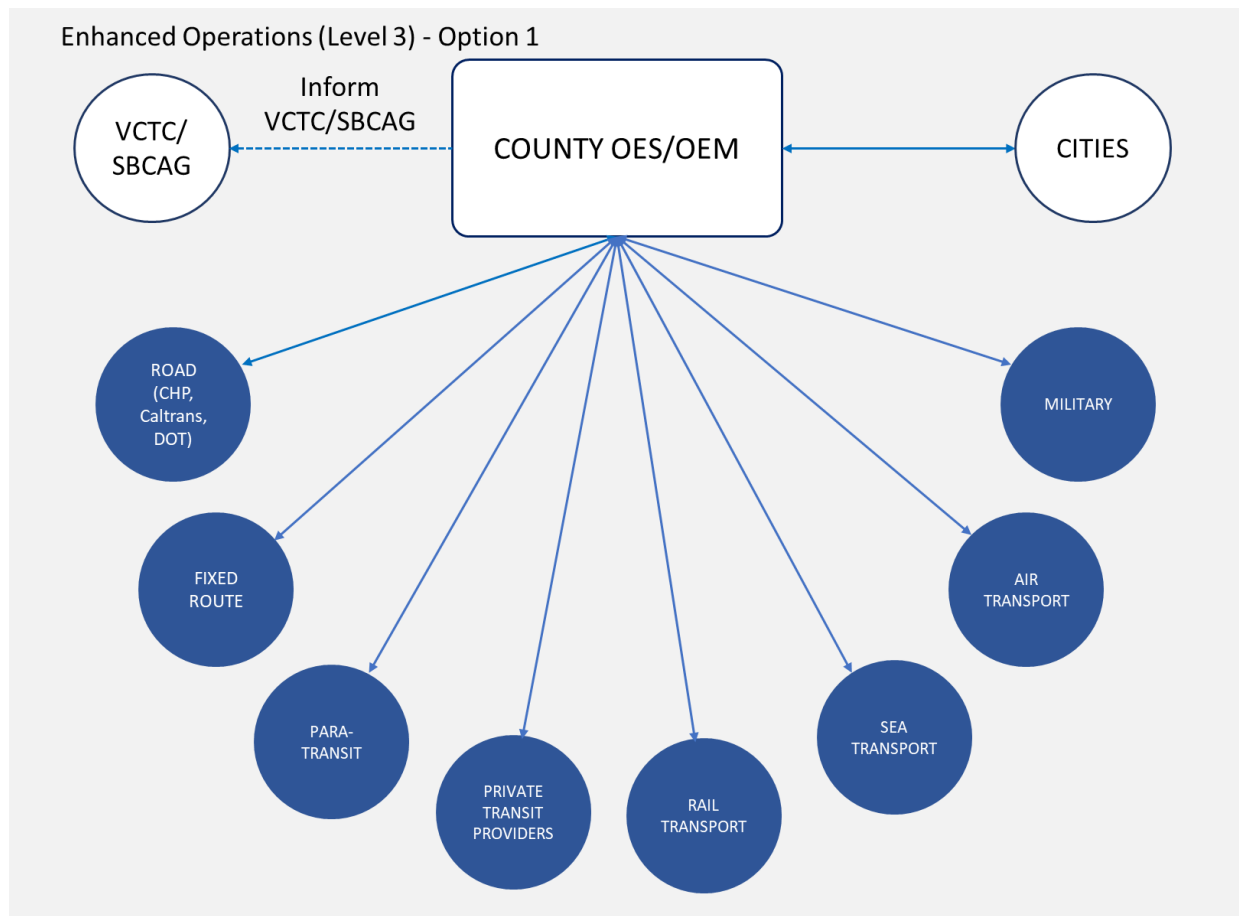 Enhanced Operations (Level 3) - Option 1
VCTC/
SBCAG
Inform
VCTC/SBCAG
COUNTY OES/OEM
CITIES
ROAD
(CHP,
Caltrans,
DOT)
MILITARY
FIXED
ROUTE
AIR
TRANSPORT
PARA-
TRANSIT
SEA
TRANSPORT
PRIVATE
TRANSIT
PROVIDERS
RAIL
TRANSPORT